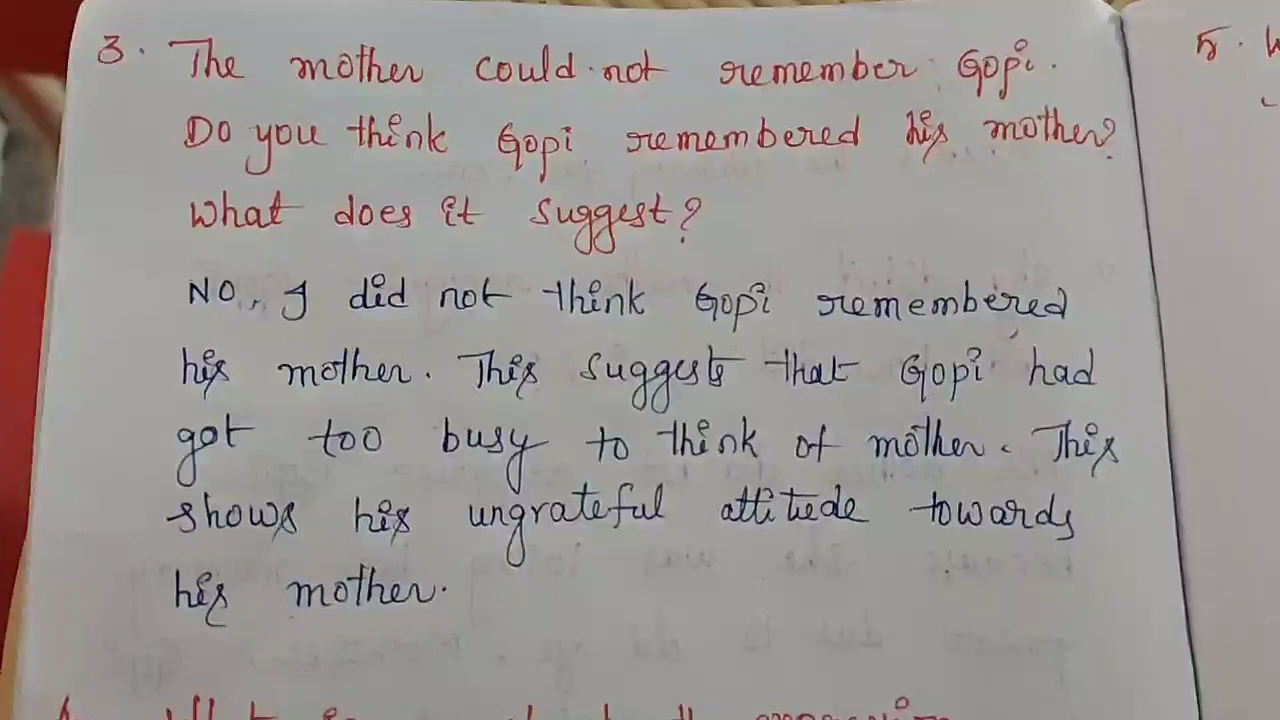 3. The mother could not remember Gopi.
Do you think Gopi remembered his mother?
What does it suggest?
NO, I did not think Gopi remembered
his mother. This suggests that Gopi had
got too busy to think of mother. This
shows his ungrateful attitude towards
his mother.
5.